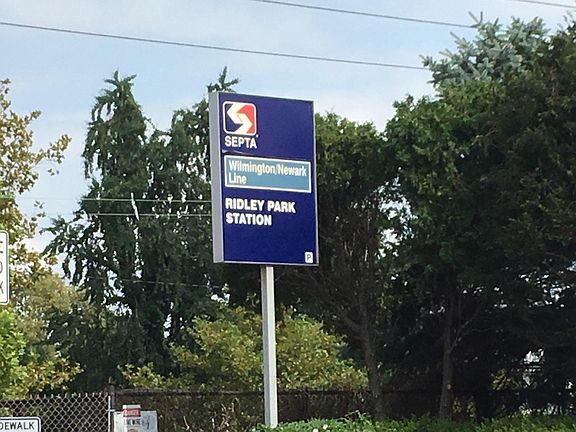 SEPTA
Wilmington/Newark
Line
RIDLEY PARK
STATION
P
DEWALK